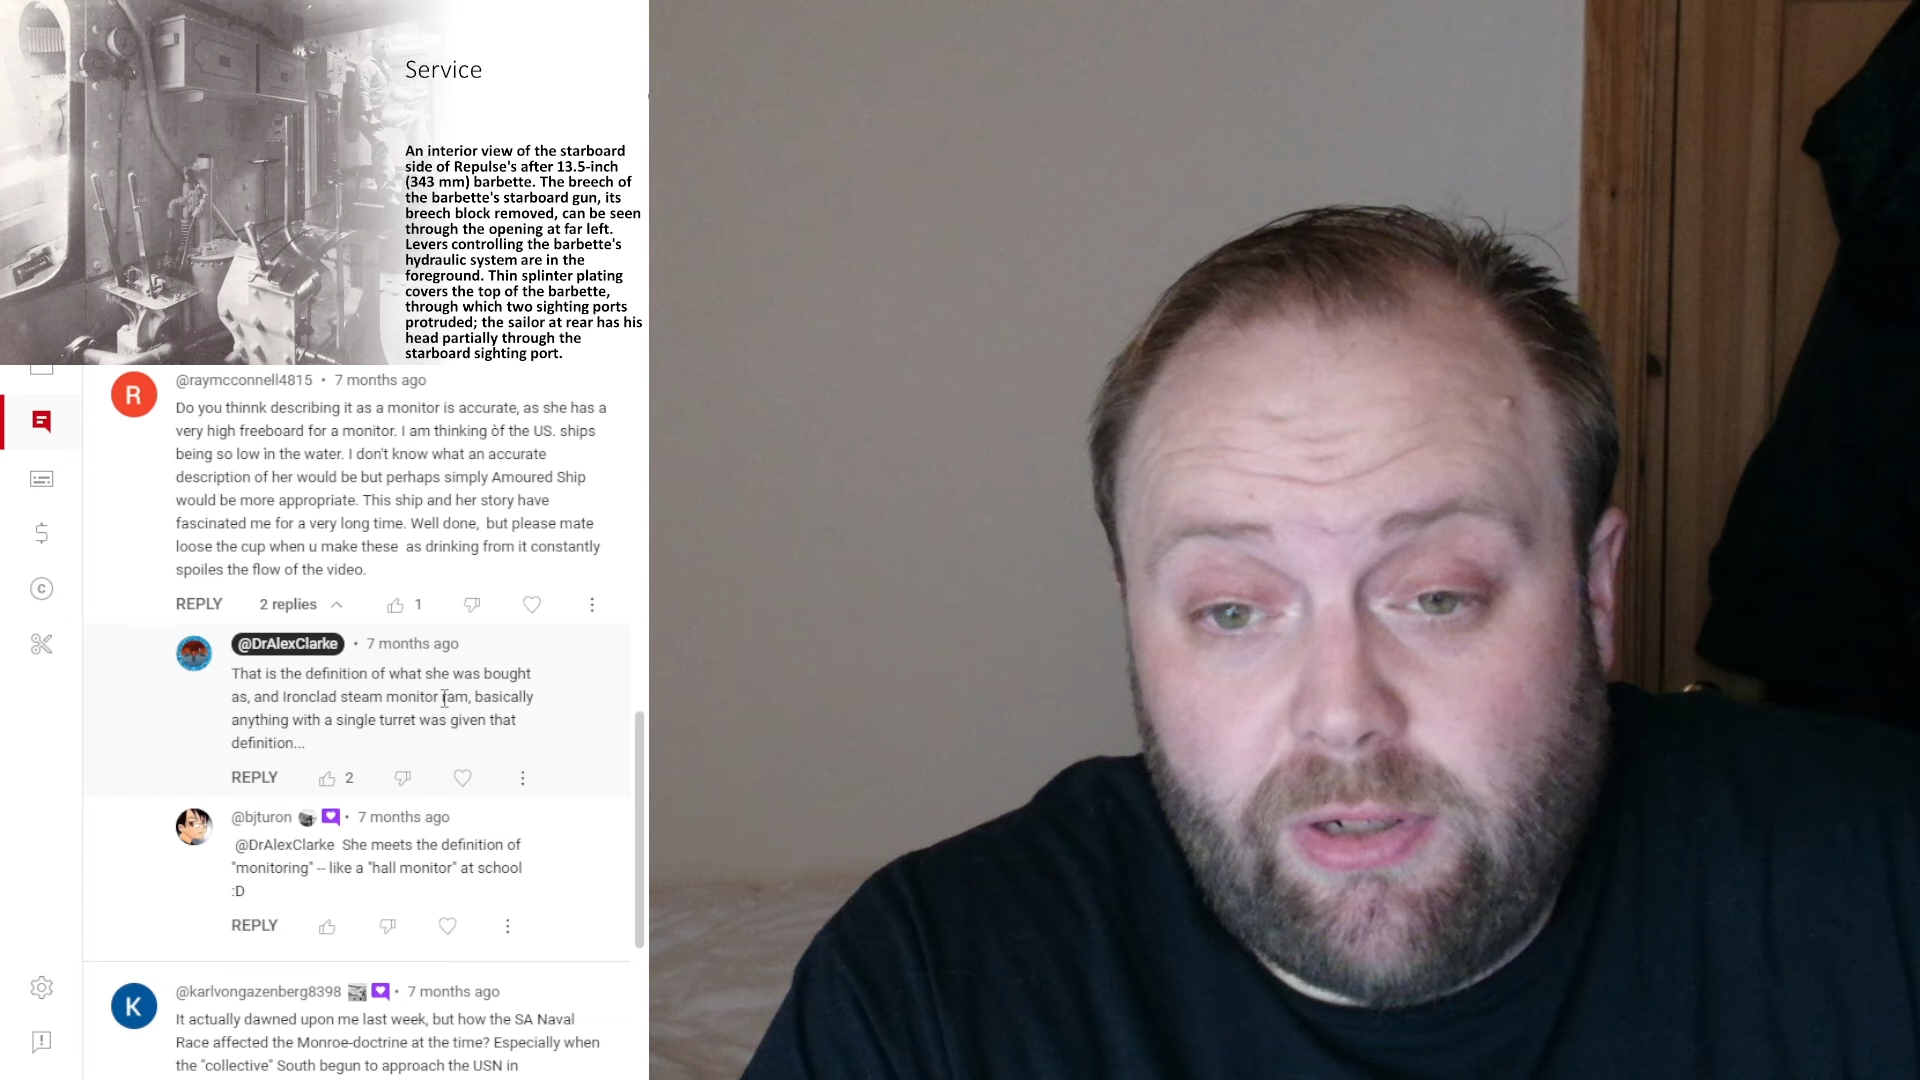 Service
An interior view of the starboard
side of Repulse's after 13.5-inch
(343 mm) barbette. The breech of
the barbette's starboard gun, its
breech block removed, can be seen
through the opening at far left.
Levers controlling the barbette's
hydraulic system are in the
foreground. Thin splinter plating
covers the top of the barbette,
through which two sighting ports
protruded; the sailor at rear has his
head partially through the
starboard sighting port.
R
@raymcconnell4815 • 7 months ago
Do you thinnk describing it as a monitor is accurate, as she has a
very high freeboard for a monitor. I am thinking òf the US. ships
being so low ìn the water. I don't know what an accurate
description of her would be but perhaps simply Amoured Ship
would be more appropriate. This ship and her story have
fascinated me for a very long time. Well done, but please mate
loose the cup when u make these as drinking from it constantly
spoiles the flow of the video.
REPLY 2 replies 1
@DrAlexClarke • 7 months ago
That is the definition of what she was bought
as, and Ironclad steam monitor ram, basically
anything with a single turret was given that
definition...
REPLY 2
@bjturon • 7 months ago
@DrAlexClarke She meets the definition of
"monitoring" -- like a "hall monitor" at school
:D
REPLY
K
@karlvongazenberg8398 • 7 months ago
It actually dawned upon me last week, but how the SA Naval
Race affected the Monroe-doctrine at the time? Especially when
the "collective" South begun to approach the USN in